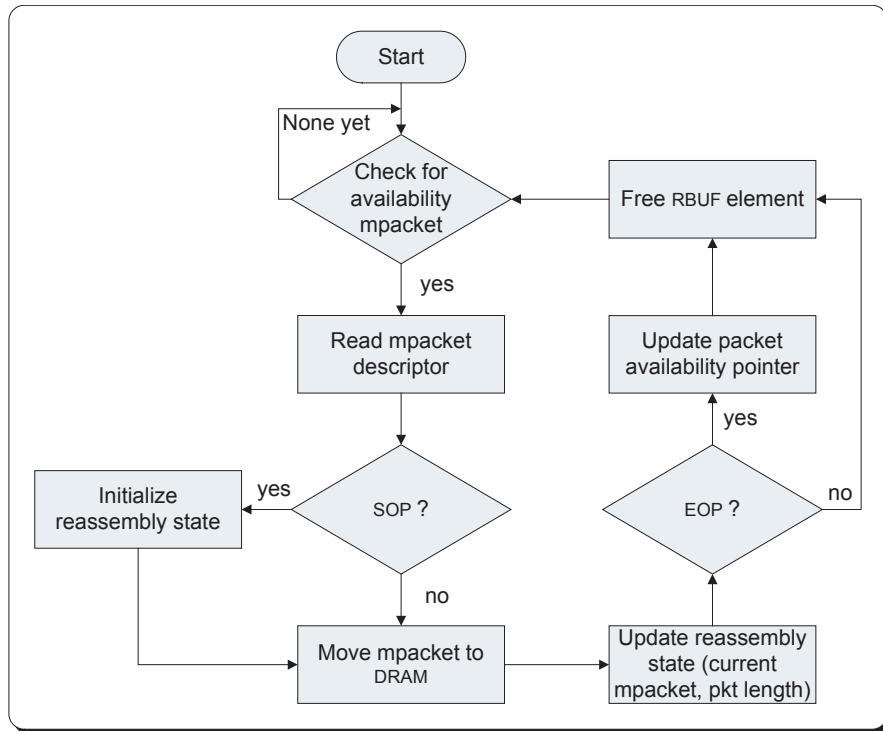 Start
None yet
Check for
availability
mpacket
Free RBUF element
yes
Read mpacket
descriptor
Update packet
availability pointer
yes
Initialize
reassembly state
yes
SOP ?
EOP ?
no
no
Move mpacket to
DRAM
Update reassembly
state (current
mpacket, pkt length)